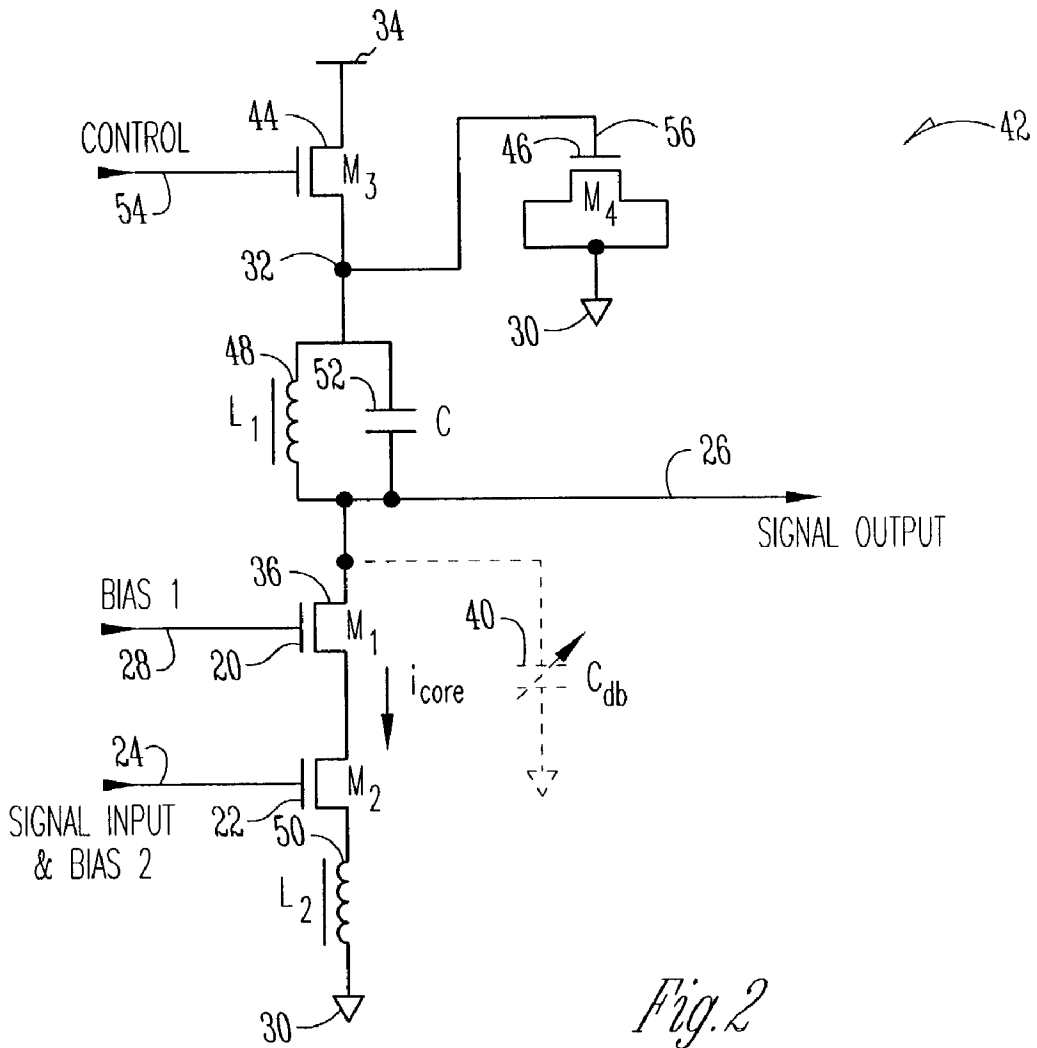 34
44
CONTROL
M3
54
46
56
42
M4
32
30
48
52
L1
C
26
SIGNAL OUTPUT
36
BIAS 1
M1
28
20
icore
40
Cdb
24
M2
SIGNAL INPUT
& BIAS 2
22
50
L2
30
Fig.2